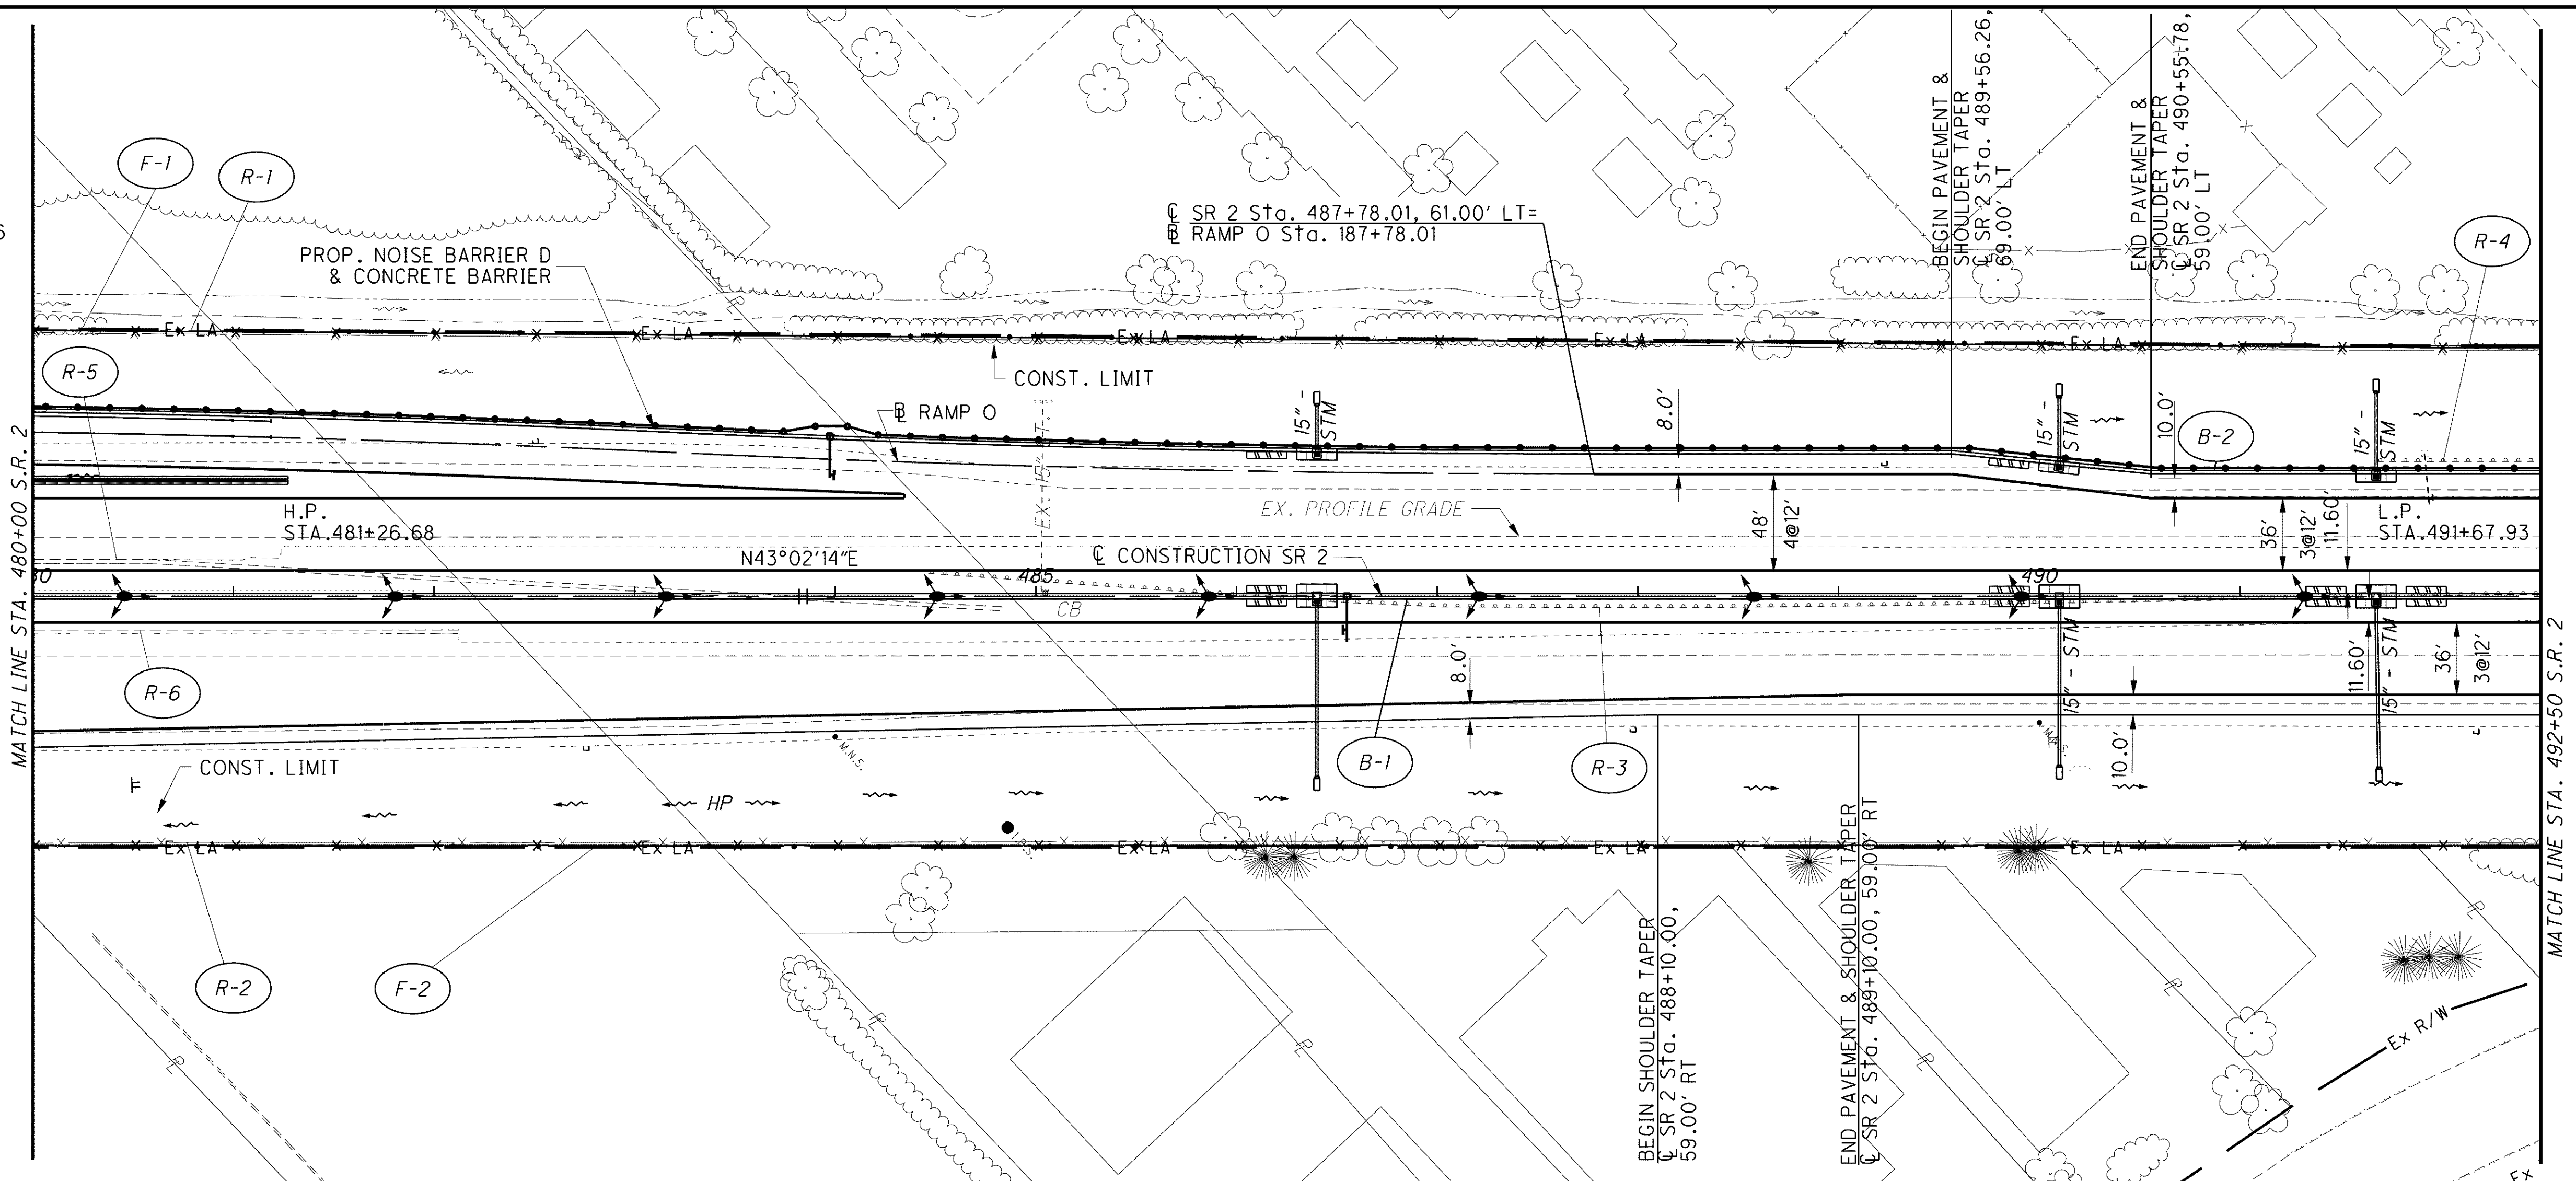 S
F-1
R-1
PROP. NOISE BARRIER D
& CONCRETE BARRIER
℄ SR 2 Sta. 487+78.01, 61.00' LT=
℄ RAMP O Sta. 187+78.01
BEGIN PAVEMENT &
SHOULDER TAPER
℄ SR 2 Sta. 489+56.26,
69.00' LT
END PAVEMENT &
SHOULDER TAPER
℄ SR 2 Sta. 490+55.78,
59.00' LT
R-4
Ex LA
Ex LA
Ex LA
Ex LA
Ex LA
R-5
CONST. LIMIT
℄ RAMP O
EX. 15" T.
15" -
STM
8.0'
15" -
STM
10.0'
B-2
15" -
STM
MATCH LINE STA. 480+00 S.R. 2
H.P.
STA.481+26.68
EX. PROFILE GRADE
48'
4@12'
36'
3@12'
11.60'
L.P.
STA.491+67.93
N43°02'14"E
℄ CONSTRUCTION SR 2
80
485
490
CB
R-6
8.0'
15" - STM
11.60'
15" - STM
36'
3@12'
CONST. LIMIT
M.N.S.
B-1
R-3
M.N.S.
10.0'
HP
I.P.S.
Ex LA
Ex LA
Ex LA
Ex LA
Ex LA
R-2
F-2
BEGIN SHOULDER TAPER
℄ SR 2 Sta. 488+10.00,
59.00' RT
END PAVEMENT & SHOULDER TAPER
℄ SR 2 Sta. 489+10.00, 59.00' RT
Ex R/W
Ex
MATCH LINE STA. 492+50 S.R. 2